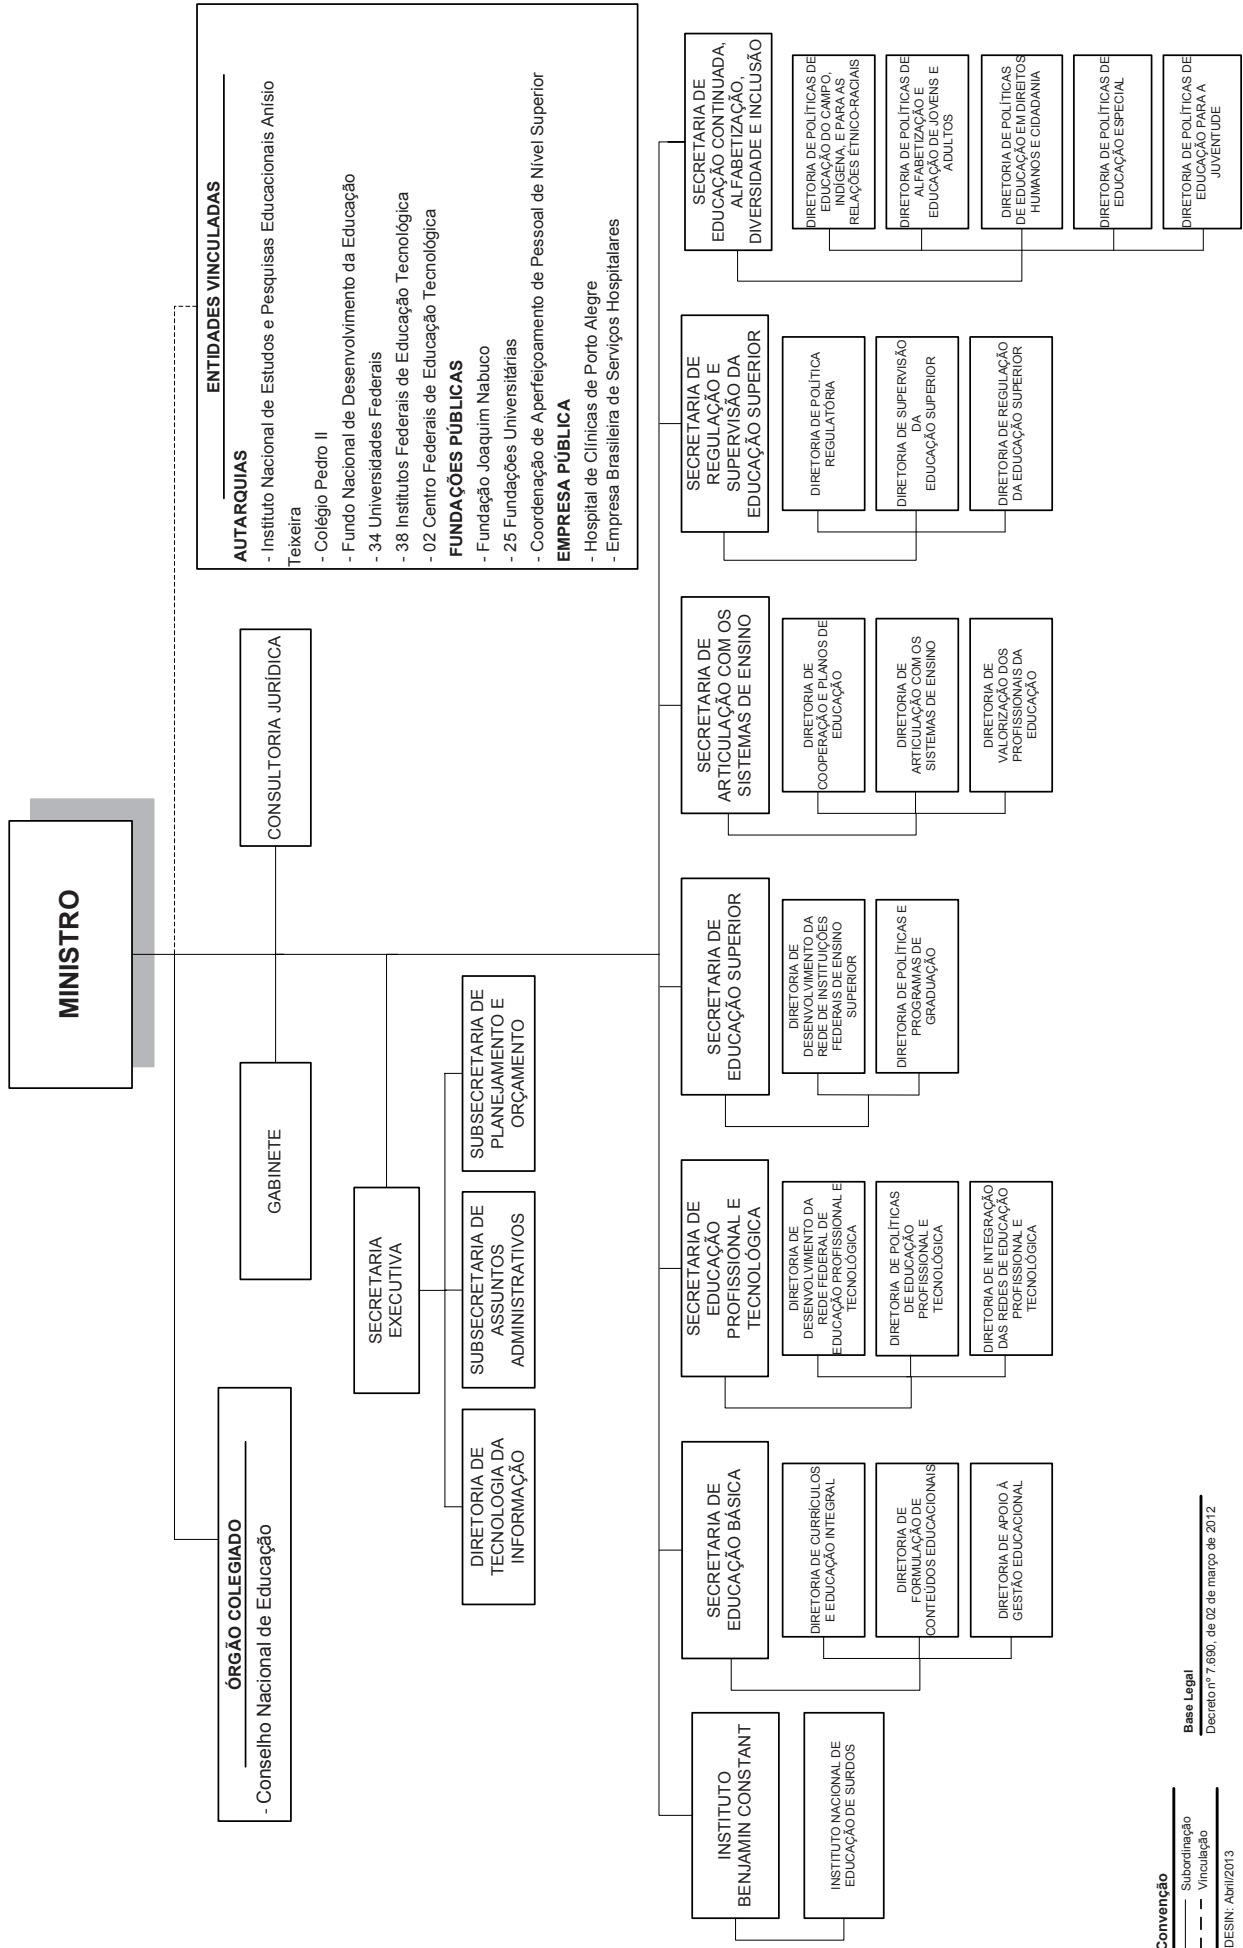 MINISTRO
ÓRGÃO COLEGIADO
- Conselho Nacional de Educação
GABINETE
CONSULTORIA JURÍDICA
ENTIDADES VINCULADAS
AUTARQUIAS
- Instituto Nacional de Estudos e Pesquisas Educacionais Anísio
Teixeira
- Colégio Pedro II
- Fundo Nacional de Desenvolvimento da Educação
- 34 Universidades Federais
- 38 Institutos Federais de Educação Tecnológica
- 02 Centro Federais de Educação Tecnológica
FUNDAÇÕES PÚBLICAS
- Fundação Joaquim Nabuco
- 25 Fundações Universitárias
- Coordenação de Aperfeiçoamento de Pessoal de Nível Superior
EMPRESA PÚBLICA
- Hospital de Clínicas de Porto Alegre
- Empresa Brasileira de Serviços Hospitalares
SECRETARIA
EXECUTIVA
DIRETORIA DE
TECNOLOGIA DA
INFORMAÇÃO
SUBSECRETARIA DE
ASSUNTOS
ADMINISTRATIVOS
SUBSECRETARIA DE
PLANEJAMENTO E
ORÇAMENTO
INSTITUTO
BENJAMIN CONSTANT
INSTITUTO NACIONAL DE
EDUCAÇÃO DE SURDOS
SECRETARIA DE
EDUCAÇÃO BÁSICA
DIRETORIA DE CURRÍCULOS
E EDUCAÇÃO INTEGRAL
DIRETORIA DE
FORMULAÇÃO DE
CONTEÚDOS EDUCACIONAIS
DIRETORIA DE APOIO À
GESTÃO EDUCACIONAL
SECRETARIA DE
EDUCAÇÃO
PROFISSIONAL E
TECNOLÓGICA
DIRETORIA DE
DESENVOLVIMENTO DA
REDE FEDERAL DE
EDUCAÇÃO PROFISSIONAL E
TECNOLÓGICA
DIRETORIA DE POLÍTICAS
DE EDUCAÇÃO
PROFISSIONAL E
TECNOLÓGICA
DIRETORIA DE INTEGRAÇÃO
DAS REDES DE EDUCAÇÃO
PROFISSIONAL E
TECNOLÓGICA
SECRETARIA DE
EDUCAÇÃO SUPERIOR
DIRETORIA DE
DESENVOLVIMENTO DA
REDE DE INSTITUIÇÕES
FEDERAIS DE ENSINO
SUPERIOR
DIRETORIA DE POLÍTICAS E
PROGRAMAS DE
GRADUAÇÃO
SECRETARIA DE
ARTICULAÇÃO COM OS
SISTEMAS DE ENSINO
DIRETORIA DE
COOPERAÇÃO E PLANOS DE
EDUCAÇÃO
DIRETORIA DE
ARTICULAÇÃO COM OS
SISTEMAS DE ENSINO
DIRETORIA DE
VALORIZAÇÃO DOS
PROFISSIONAIS DA
EDUCAÇÃO
SECRETARIA DE
REGULAÇÃO E
SUPERVISÃO DA
EDUCAÇÃO SUPERIOR
DIRETORIA DE POLÍTICA
REGULATÓRIA
DIRETORIA DE SUPERVISÃO
DA
EDUCAÇÃO SUPERIOR
DIRETORIA DE REGULAÇÃO
DA EDUCAÇÃO SUPERIOR
SECRETARIA DE
EDUCAÇÃO CONTINUADA,
ALFABETIZAÇÃO,
DIVERSIDADE E INCLUSÃO
DIRETORIA DE POLÍTICAS DE
EDUCAÇÃO DO CAMPO,
INDÍGENA, E PARA AS
RELAÇÕES ÉTNICO-RACIAIS
DIRETORIA DE POLÍTICAS DE
ALFABETIZAÇÃO E
EDUCAÇÃO DE JOVENS E
ADULTOS
DIRETORIA DE POLÍTICAS
DE EDUCAÇÃO EM DIREITOS
HUMANOS E CIDADANIA
DIRETORIA DE POLÍTICAS DE
EDUCAÇÃO ESPECIAL
DIRETORIA DE POLÍTICAS DE
EDUCAÇÃO PARA A
JUVENTUDE
Convenção
Subordinação
Vinculação
DESIN: Abril/2013
Base Legal
Decreto nº 7.690, de 02 de março de 2012